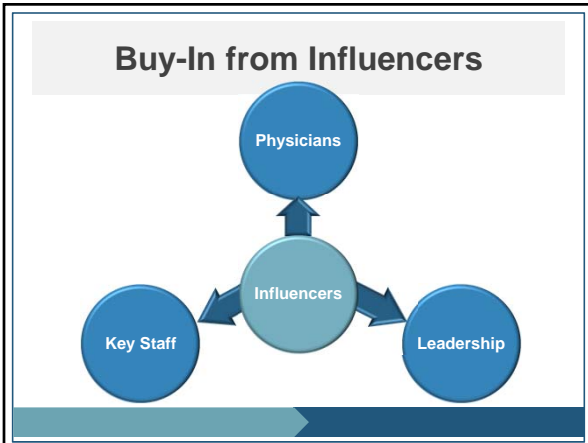 Buy-In from Influencers
Physicians
Influencers
Key Staff
Leadership